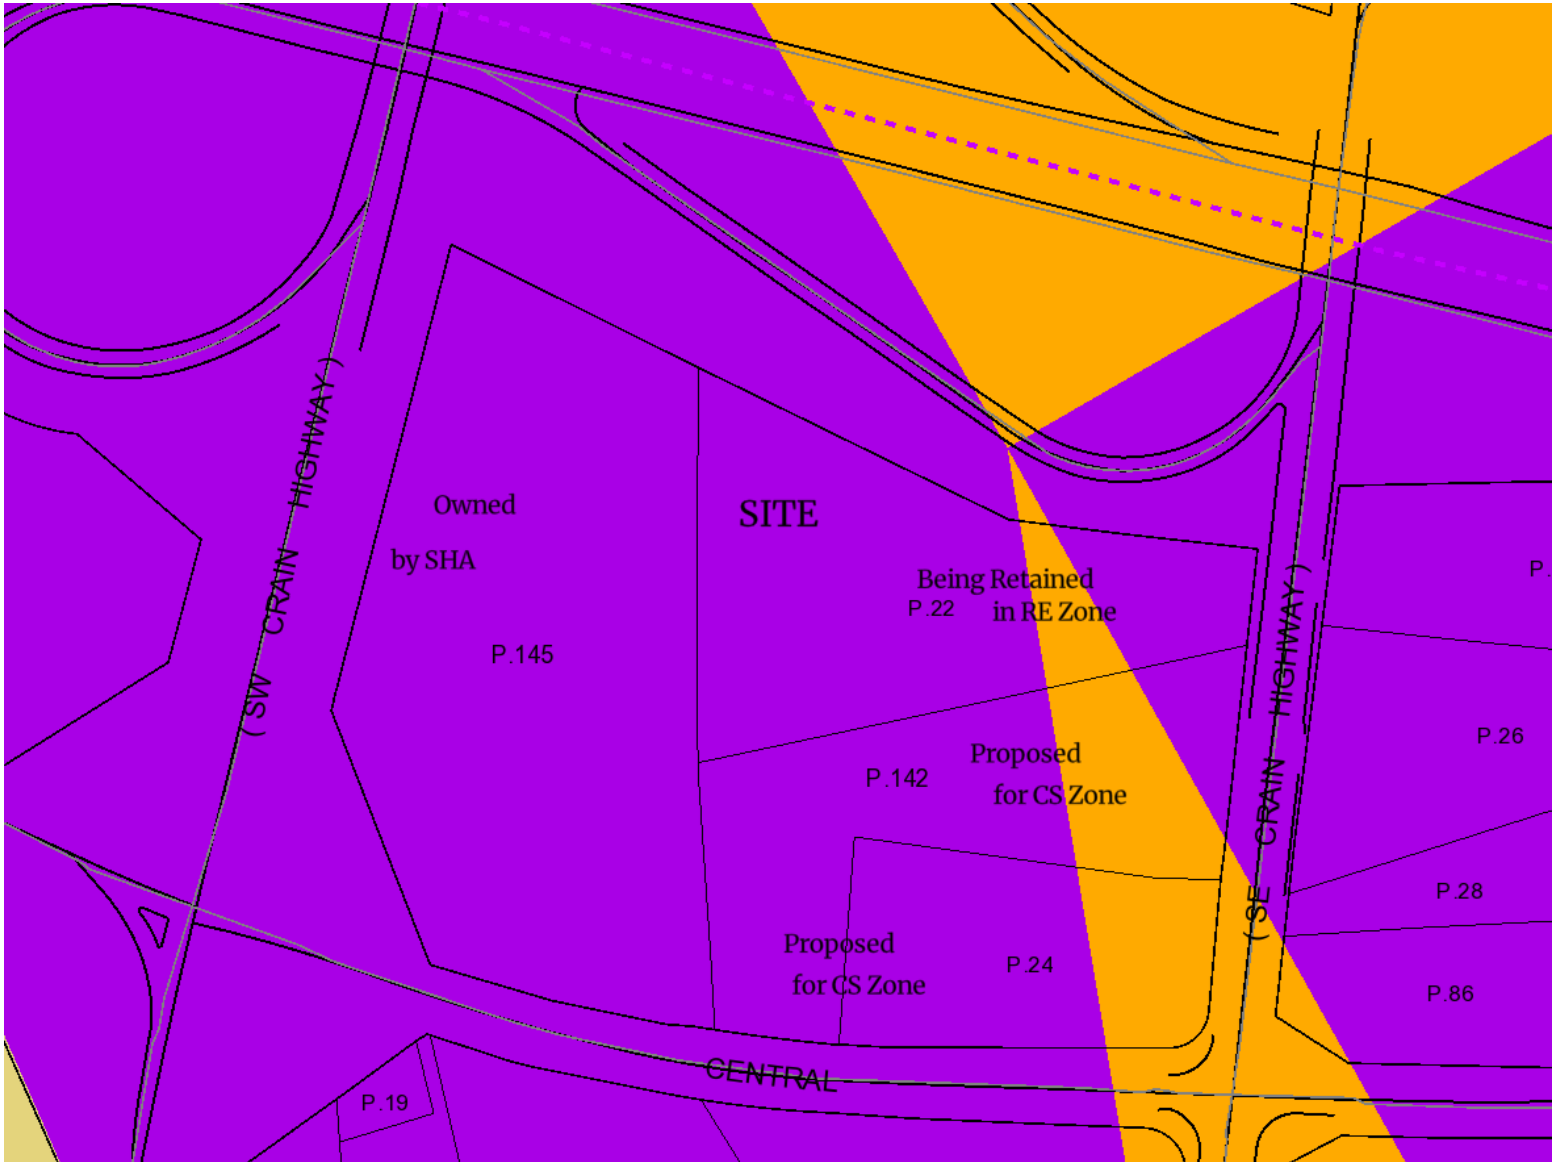 ( SW CRAIN HIGHWAY )
Owned
by SHA
P.145
SITE
Being Retained
P.22 in RE Zone
Proposed
P.142
for CS Zone
Proposed
for CS Zone
P.24
( SE CRAIN HIGHWAY )
P.
P.26
P.28
P.86
CENTRAL
P.19